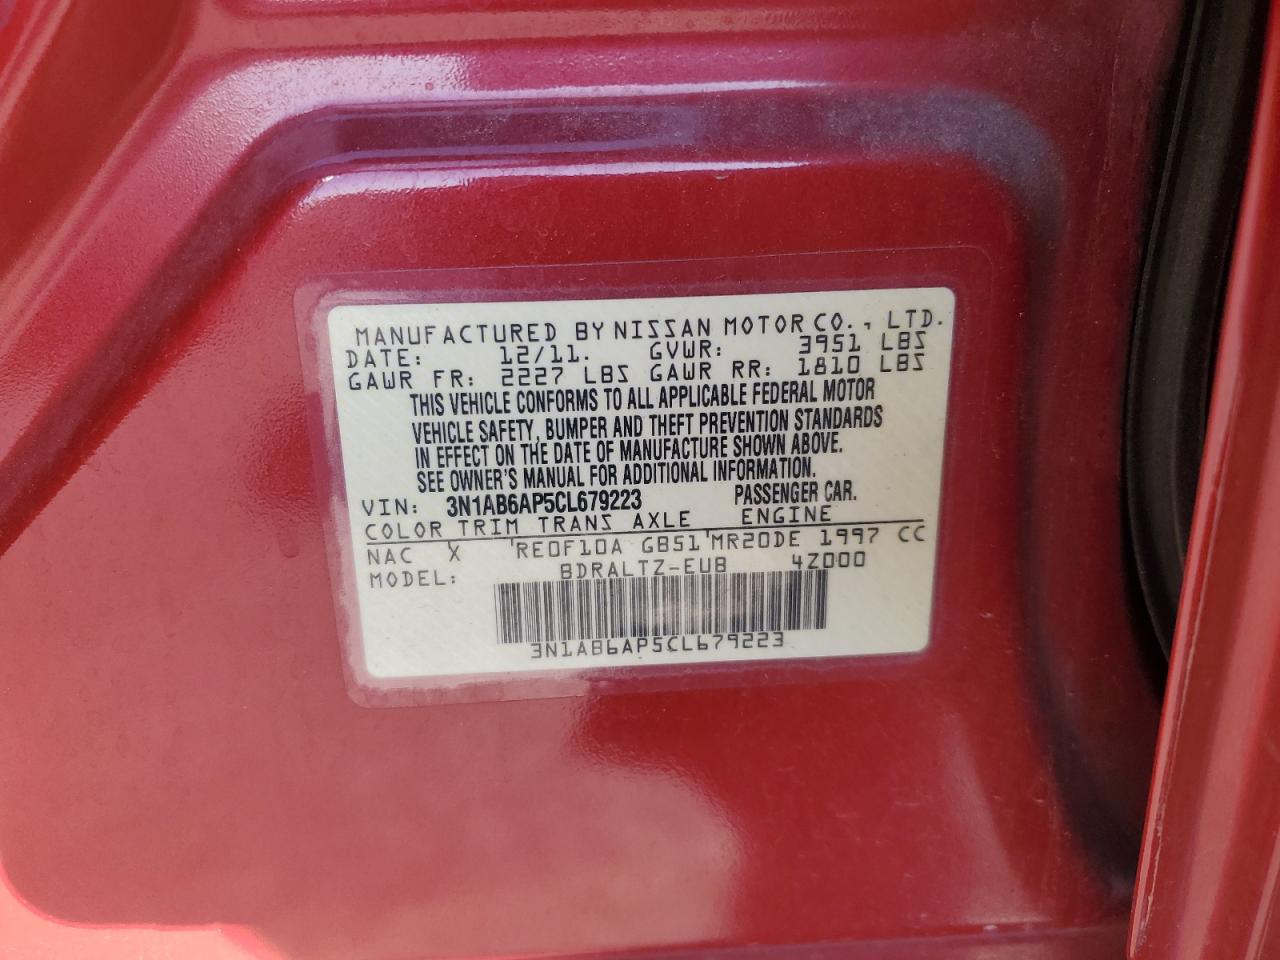 MANUFACTURED BY NISSAN MOTOR CO., LTD.
DATE: 12/11. GVWR: 3951 LBS
GAWR FR: 2227 LBS GAWR RR: 1810 LBS
THIS VEHICLE CONFORMS TO ALL APPLICABLE FEDERAL MOTOR
VEHICLE SAFETY, BUMPER AND THEFT PREVENTION STANDARDS
IN EFFECT ON THE DATE OF MANUFACTURE SHOWN ABOVE.
SEE OWNER'S MANUAL FOR ADDITIONAL INFORMATION.
VIN: 3N1AB6AP5CL679223 PASSENGER CAR.
COLOR TRIM TRANS AXLE ENGINE
NAC X RE0F10A GB51 MR20DE 1997 CC
MODEL: BDRALTZ-EUB 4Z000
3N1AB6AP5CL679223